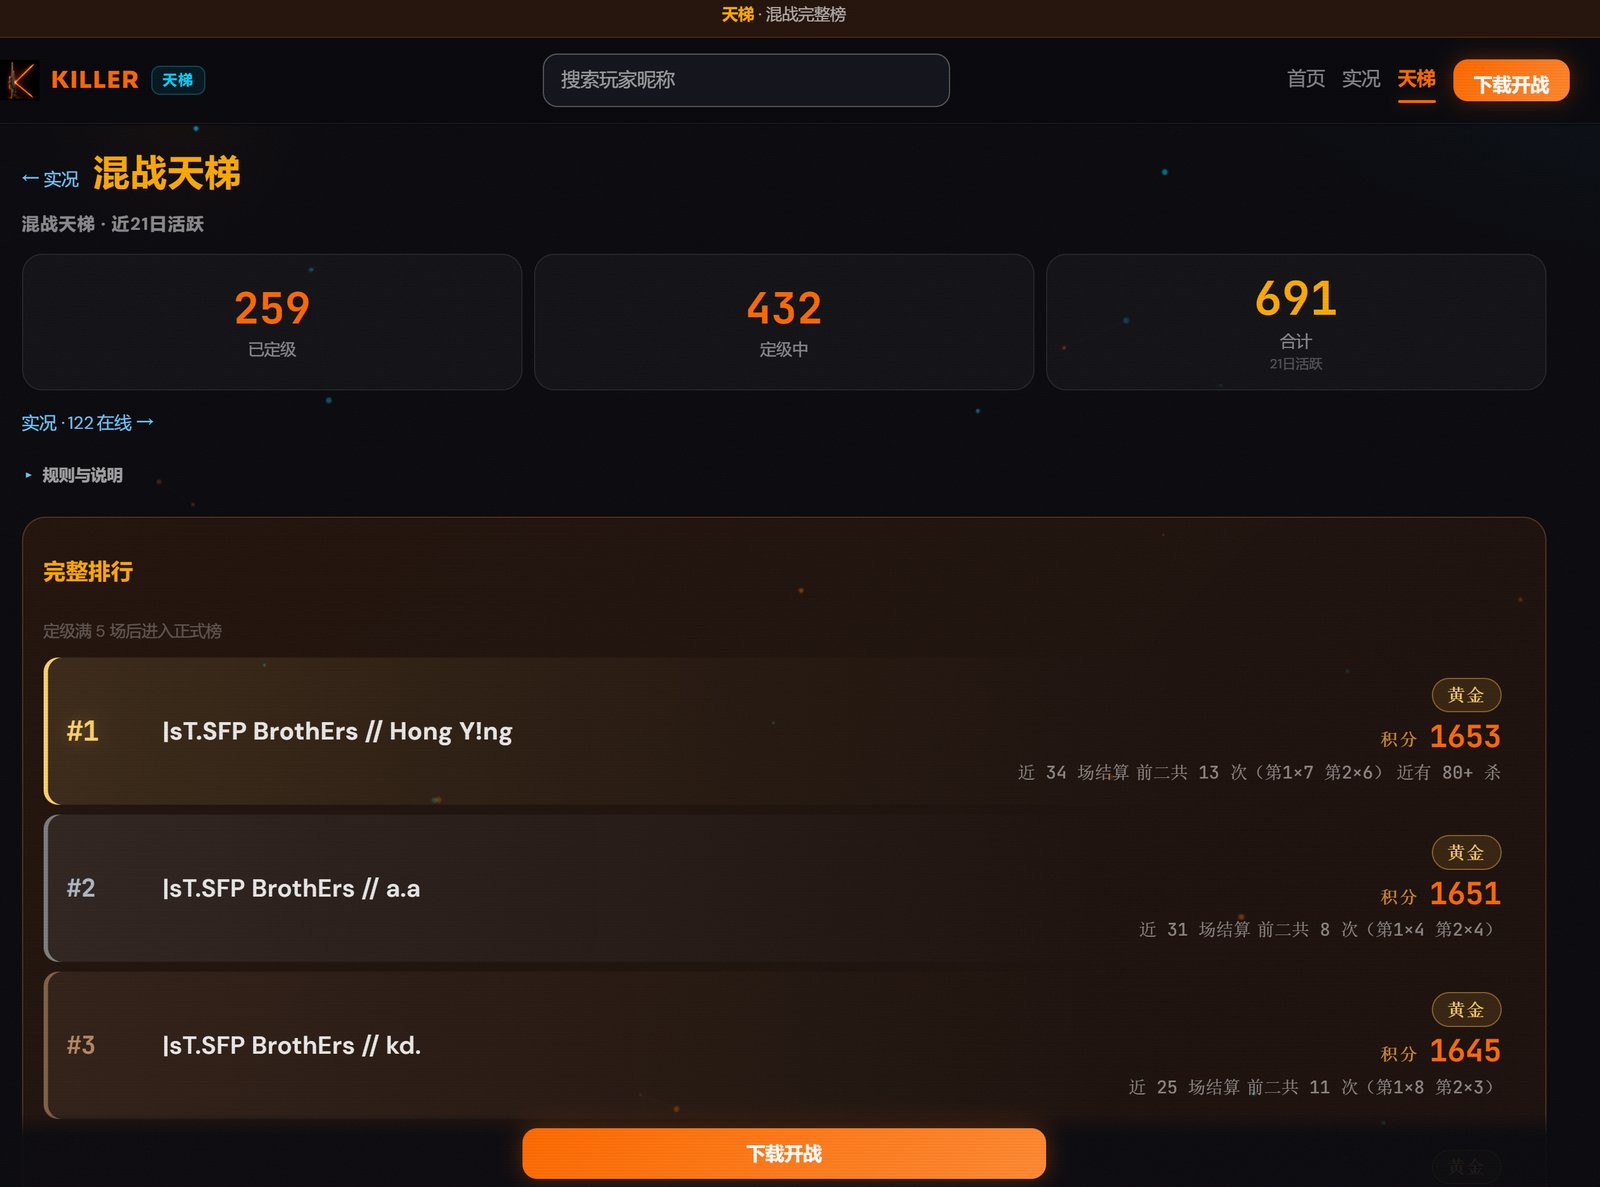 天梯 · 混战完整榜
KILLER 天梯
搜索玩家昵称
首页 实况 天梯 下载开战
← 实况 混战天梯
混战天梯 · 近21日活跃
259
已定级
432
定级中
691
合计
21日活跃
实况 · 122 在线 →
▸ 规则与说明
完整排行
定级满 5 场后进入正式榜
#1 |sT.SFP BrothErs // Hong Y!ng
黄金
积分 1653
近 34 场结算 前二共 13 次（第1×7 第2×6） 近有 80+ 杀
#2 |sT.SFP BrothErs // a.a
黄金
积分 1651
近 31 场结算 前二共 8 次（第1×4 第2×4）
#3 |sT.SFP BrothErs // kd.
黄金
积分 1645
近 25 场结算 前二共 11 次（第1×8 第2×3）
下载开战
黄金